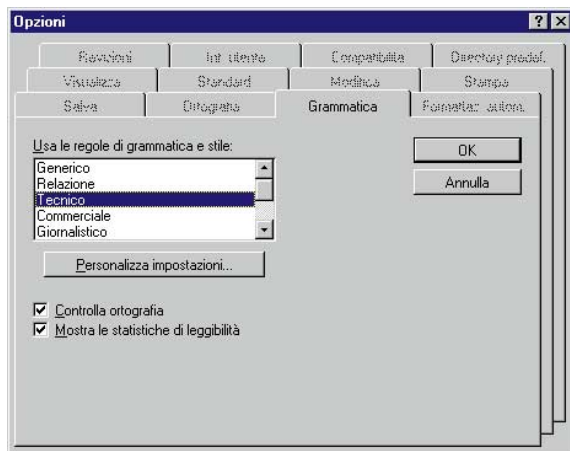 Opzioni
Revisioni Int. utente Compatibilità Directory predef.
Visualizza Standard Modifica Stampa
Salva Ortografia Grammatica Formattaz. autom.
Usa le regole di grammatica e stile:
Generico
Relazione
Tecnico
Commerciale
Giornalistico
OK
Annulla
Personalizza impostazioni...
Controlla ortografia
Mostra le statistiche di leggibilità